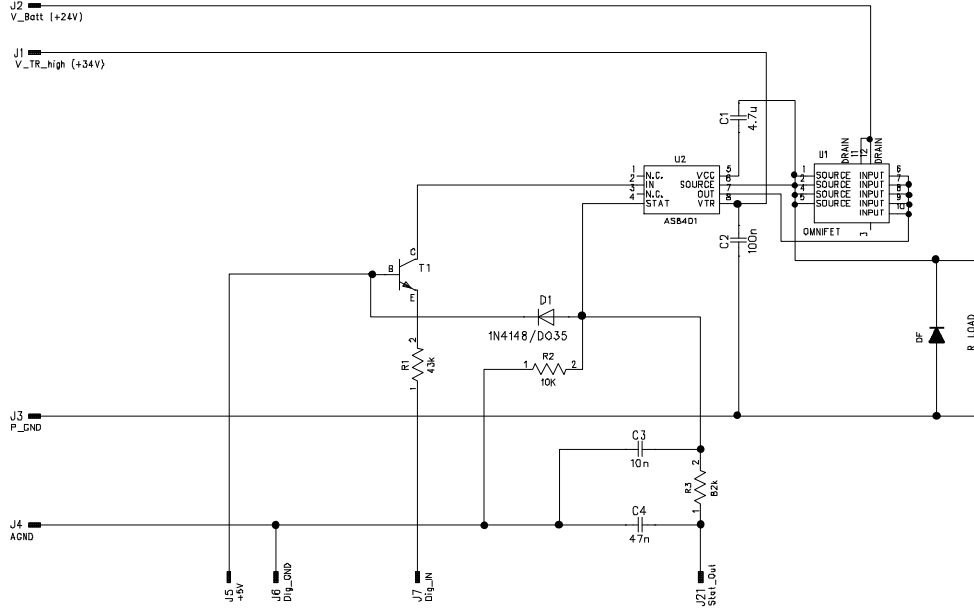 J2
V_Batt (+24V)
J1
V_TR_high (+34V)
C1
4.7u
U2
1
2
3
4
N.C.
IN
N.C.
STAT
VCC
SOURCE
OUT
VTR
5
6
7
8
AS84D1
C2
100n
U1
DRAIN
11
12
DRAIN
1
2
4
5
SOURCE
SOURCE
SOURCE
SOURCE
INPUT
INPUT
INPUT
INPUT
INPUT
6
7
8
9
10
OMNIFET
3
C
B
T1
E
D1
1N4148/DO35
R1
43k
2
1
R2
1
2
10K
DF
R_LOAD
J3
P_GND
C3
10n
R3
82k
2
1
C4
47n
J4
AGND
J5
+5V
J6
Dig_GND
J7
Dig_IN
J21
Stat_Out